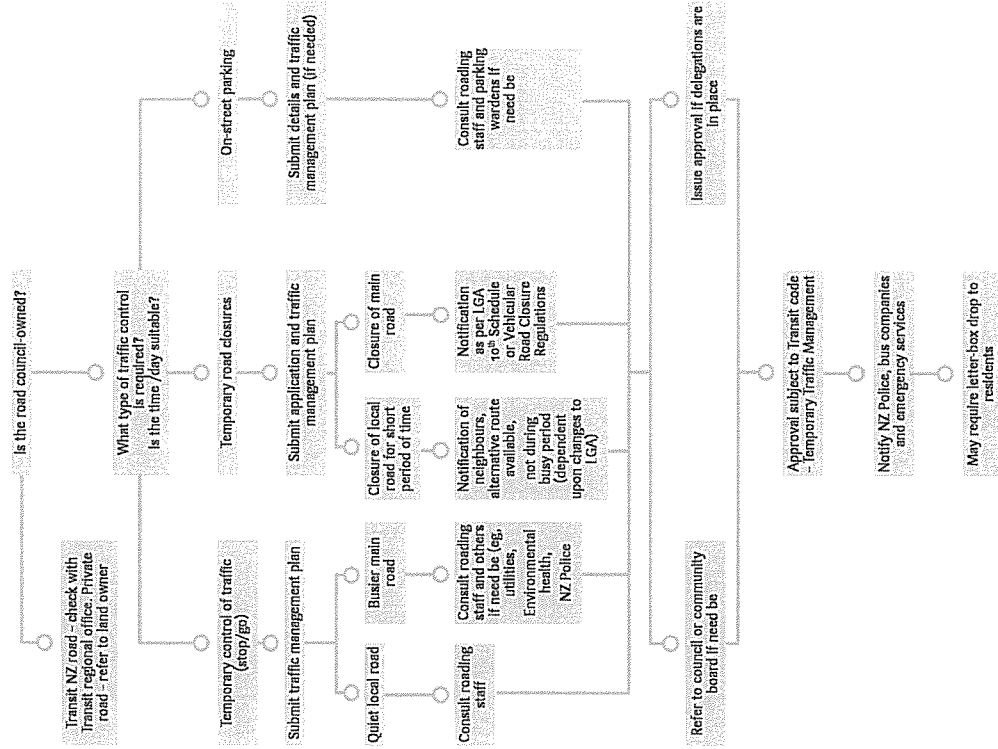 Is the road council-owned?
Transit NZ road – check with
Transit regional office. Private
road – refer to land owner
What type of traffic control
is required?
Is the time /day suitable?
Temporary control of traffic
(stop/go)
Temporary road closures
On-street parking
Submit traffic management plan
Submit application and traffic
management plan
Submit details and traffic
management plan (if needed)
Quiet local road
Busier main
road
Closure of local
road for short
period of time
Closure of main
road
Consult roading
staff
Consult roading
staff and others
if need be (eg,
utilities,
Environmental
health,
NZ Police
Notification of
neighbours,
alternative route
available,
not during
busy period
(dependent
upon changes to
LGA)
Notification
as per LGA
10th Schedule
or Vehicular
Road Closure
Regulations
Consult roading
staff and parking
wardens if
need be
Refer to council or community
board if need be
Issue approval if delegations are
in place
Approval subject to Transit code
– Temporary Traffic Management
Notify NZ Police, bus companies
and emergency services
May require letter-box drop to
residents